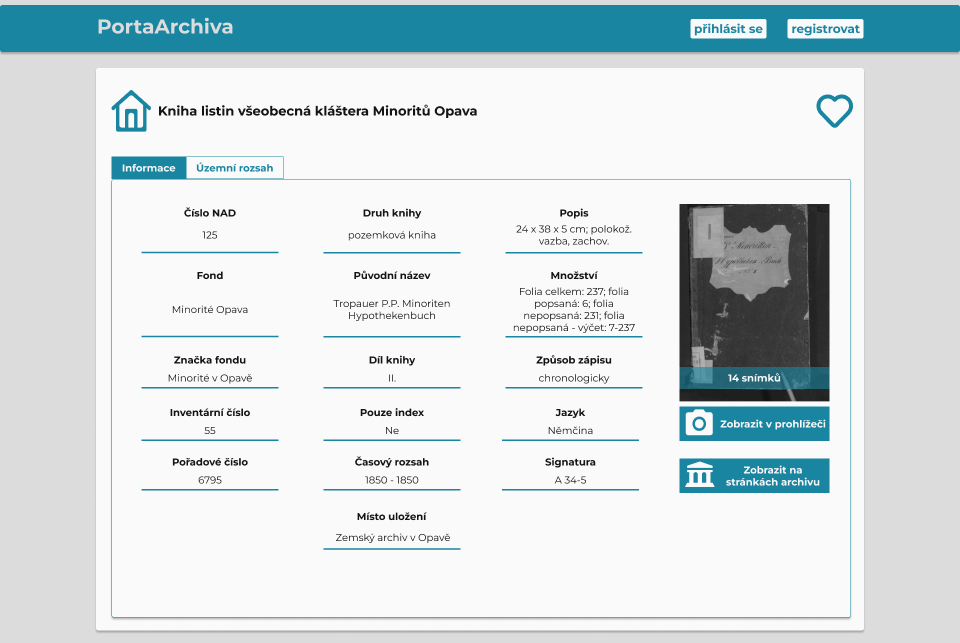 PortaArchiva
přihlásit se
registrovat
Kniha listin všeobecná kláštera Minoritů Opava
Informace
Územní rozsah
Číslo NAD
125
Druh knihy
pozemková kniha
Popis
24 x 38 x 5 cm; polokož.
vazba, zachov.
Fond
Minorité Opava
Původní název
Tropauer P.P. Minoriten
Hypothekenbuch
Množství
Folia celkem: 237; folia
popsaná: 6; folia
nepopsaná: 231; folia
nepopsaná - výčet: 7-237
Značka fondu
Minorité v Opavě
Díl knihy
II.
Způsob zápisu
chronologicky
Inventární číslo
55
Pouze index
Ne
Jazyk
Němčina
Pořadové číslo
6795
Časový rozsah
1850 - 1850
Signatura
A 34-5
Místo uložení
Zemský archiv v Opavě
14 snímků
Zobrazit v prohlížeči
Zobrazit na
stránkách archivu